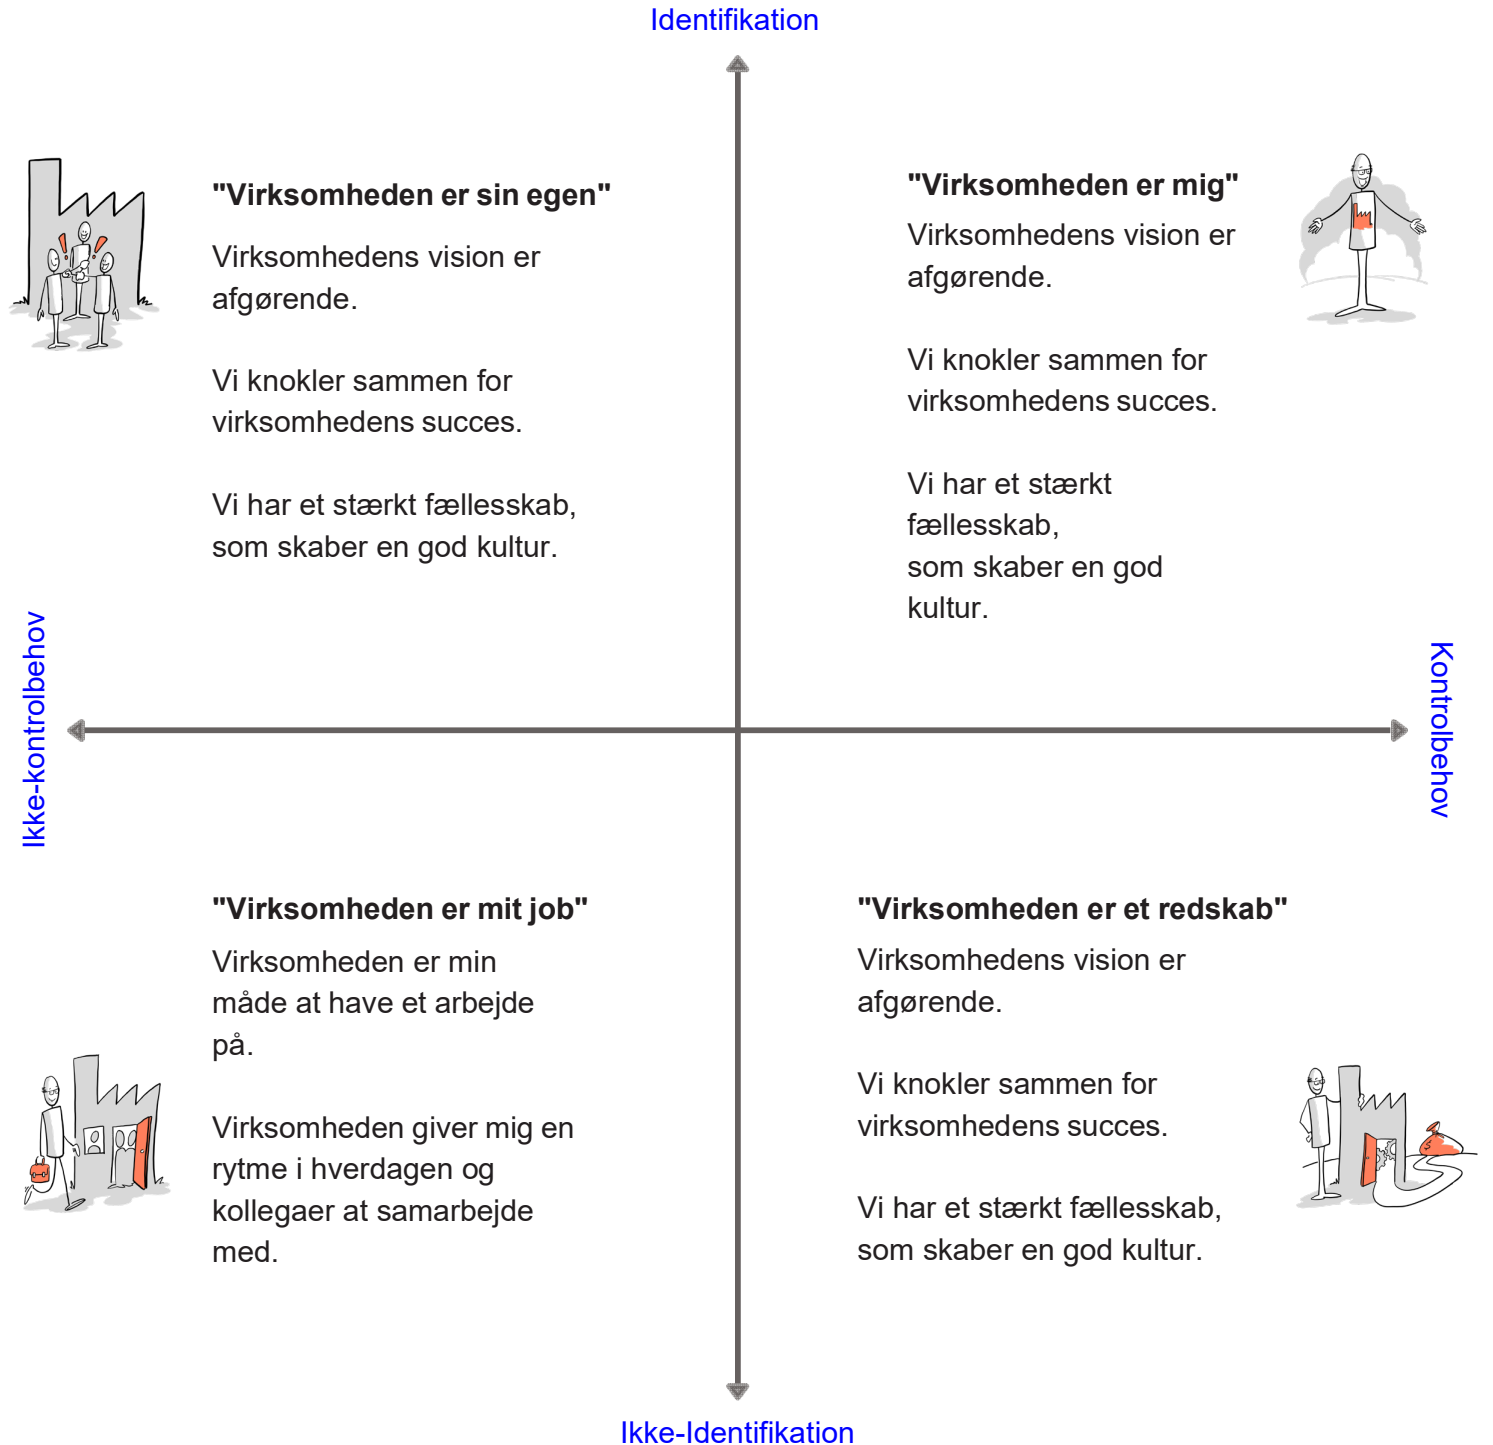 Identifikation
"Virksomheden er sin egen"
Virksomhedens vision er
afgørende.
Vi knokler sammen for
virksomhedens succes.
Vi har et stærkt fællesskab,
som skaber en god kultur.
"Virksomheden er mig"
Virksomhedens vision er
afgørende.
Vi knokler sammen for
virksomhedens succes.
Vi har et stærkt
fællesskab,
som skaber en god
kultur.
Ikke-kontrolbehov
Kontrolbehov
"Virksomheden er mit job"
Virksomheden er min
måde at have et arbejde
på.
Virksomheden giver mig en
rytme i hverdagen og
kollegaer at samarbejde
med.
"Virksomheden er et redskab"
Virksomhedens vision er
afgørende.
Vi knokler sammen for
virksomhedens succes.
Vi har et stærkt fællesskab,
som skaber en god kultur.
Ikke-Identifikation